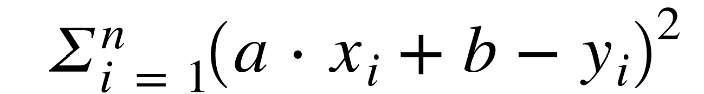 Σⁿᵢ ₌ ₁(a · xᵢ + b − yᵢ)²